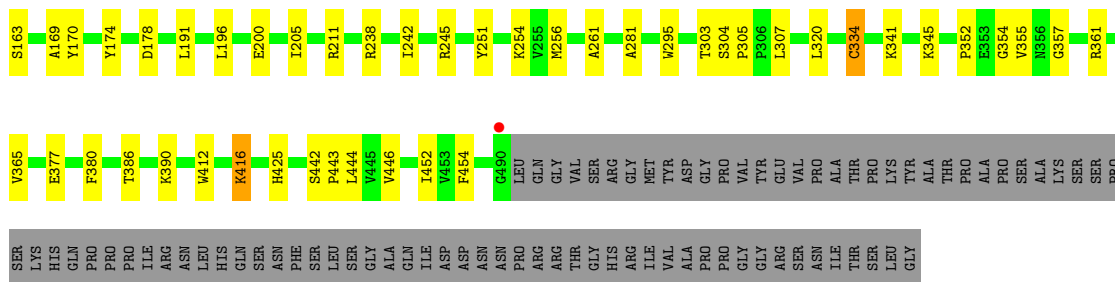 S163 A169 Y170 Y174 D178 L191 L196 E200 I205 R211 R238 I242 R245 Y251 K254 V255 M256 A261 A281 W295 T303 S304 P305 P306 L307 L320 C334 K341 K345 P352 E353 G354 V355 N356 G357 R361
V365 E377 F380 T386 K390 W412 K416 H425 S442 P443 L444 V445 V446 I452 V453 F454 G490 LEU GLN GLY VAL SER ARG GLY MET TYR ASP GLY PRO VAL TYR GLU VAL PRO ALA THR PRO LYS TYR ALA THR PRO ALA PRO SER ALA LYS SER SER PRO
SER LYS HIS GLN PRO PRO PRO ILE ARG ASN LEU HIS GLN SER ASN PHE SER LEU SER GLY ALA GLN ILE ASP ASP ASN ASN PRO ARG ARG THR GLY HIS ARG ILE VAL ALA PRO PRO GLY GLY ARG SER ASN ILE THR SER LEU GLY